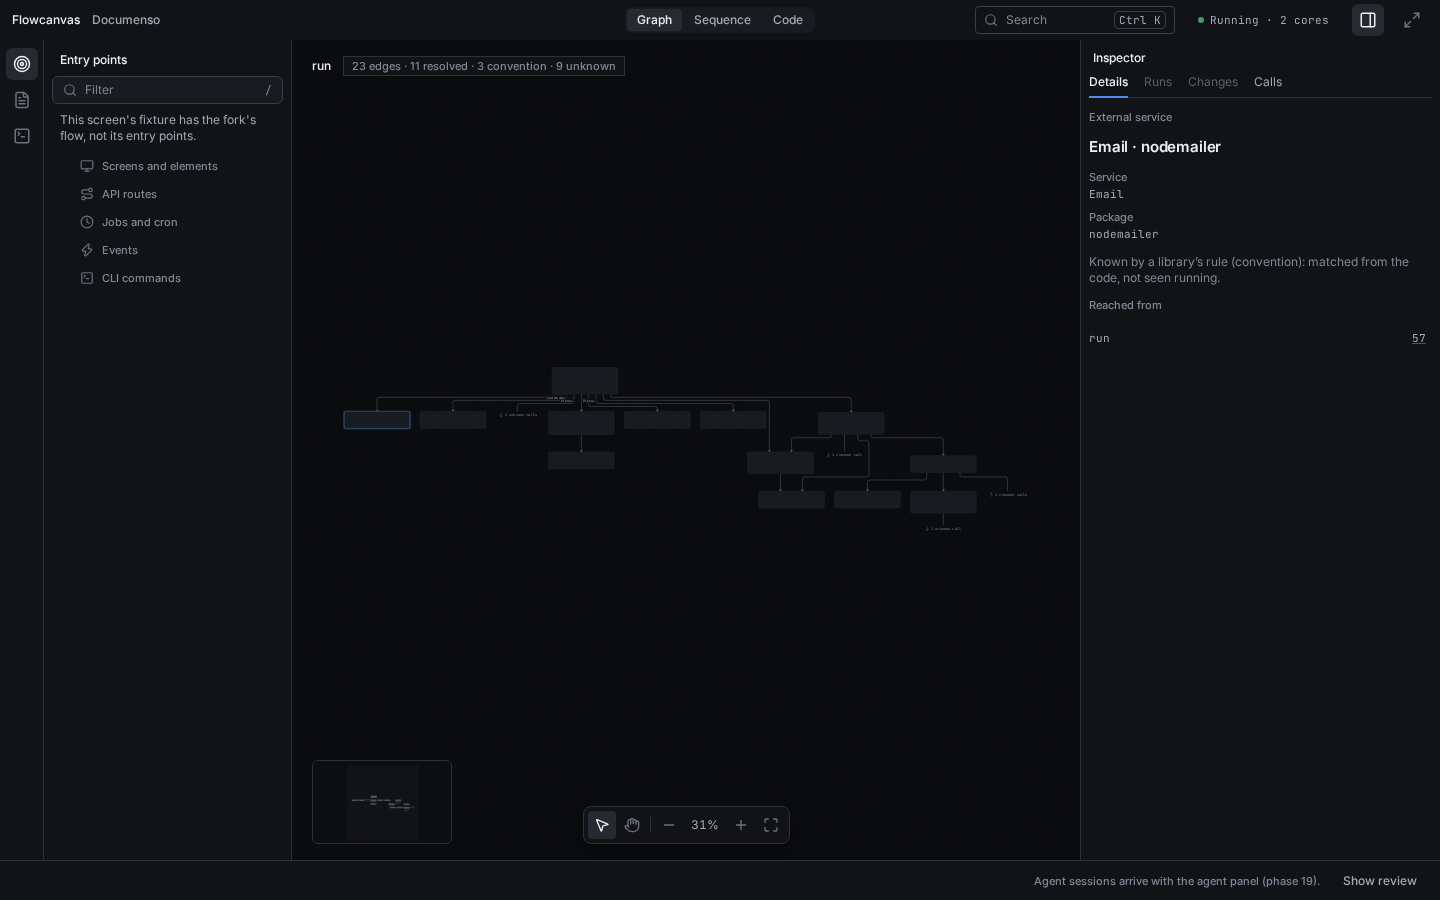 Flowcanvas Documenso
Graph Sequence Code
Search Ctrl K
Running · 2 cores
Entry points
Filter /
This screen's fixture has the fork's
flow, not its entry points.
Screens and elements
API routes
Jobs and cron
Events
CLI commands
run 23 edges · 11 resolved · 3 convention · 9 unknown
31%
Inspector
Details Runs Changes Calls
External service
Email · nodemailer
Service
Email
Package
nodemailer
Known by a library’s rule (convention): matched from the
code, not seen running.
Reached from
run 57
Agent sessions arrive with the agent panel (phase 19). Show review